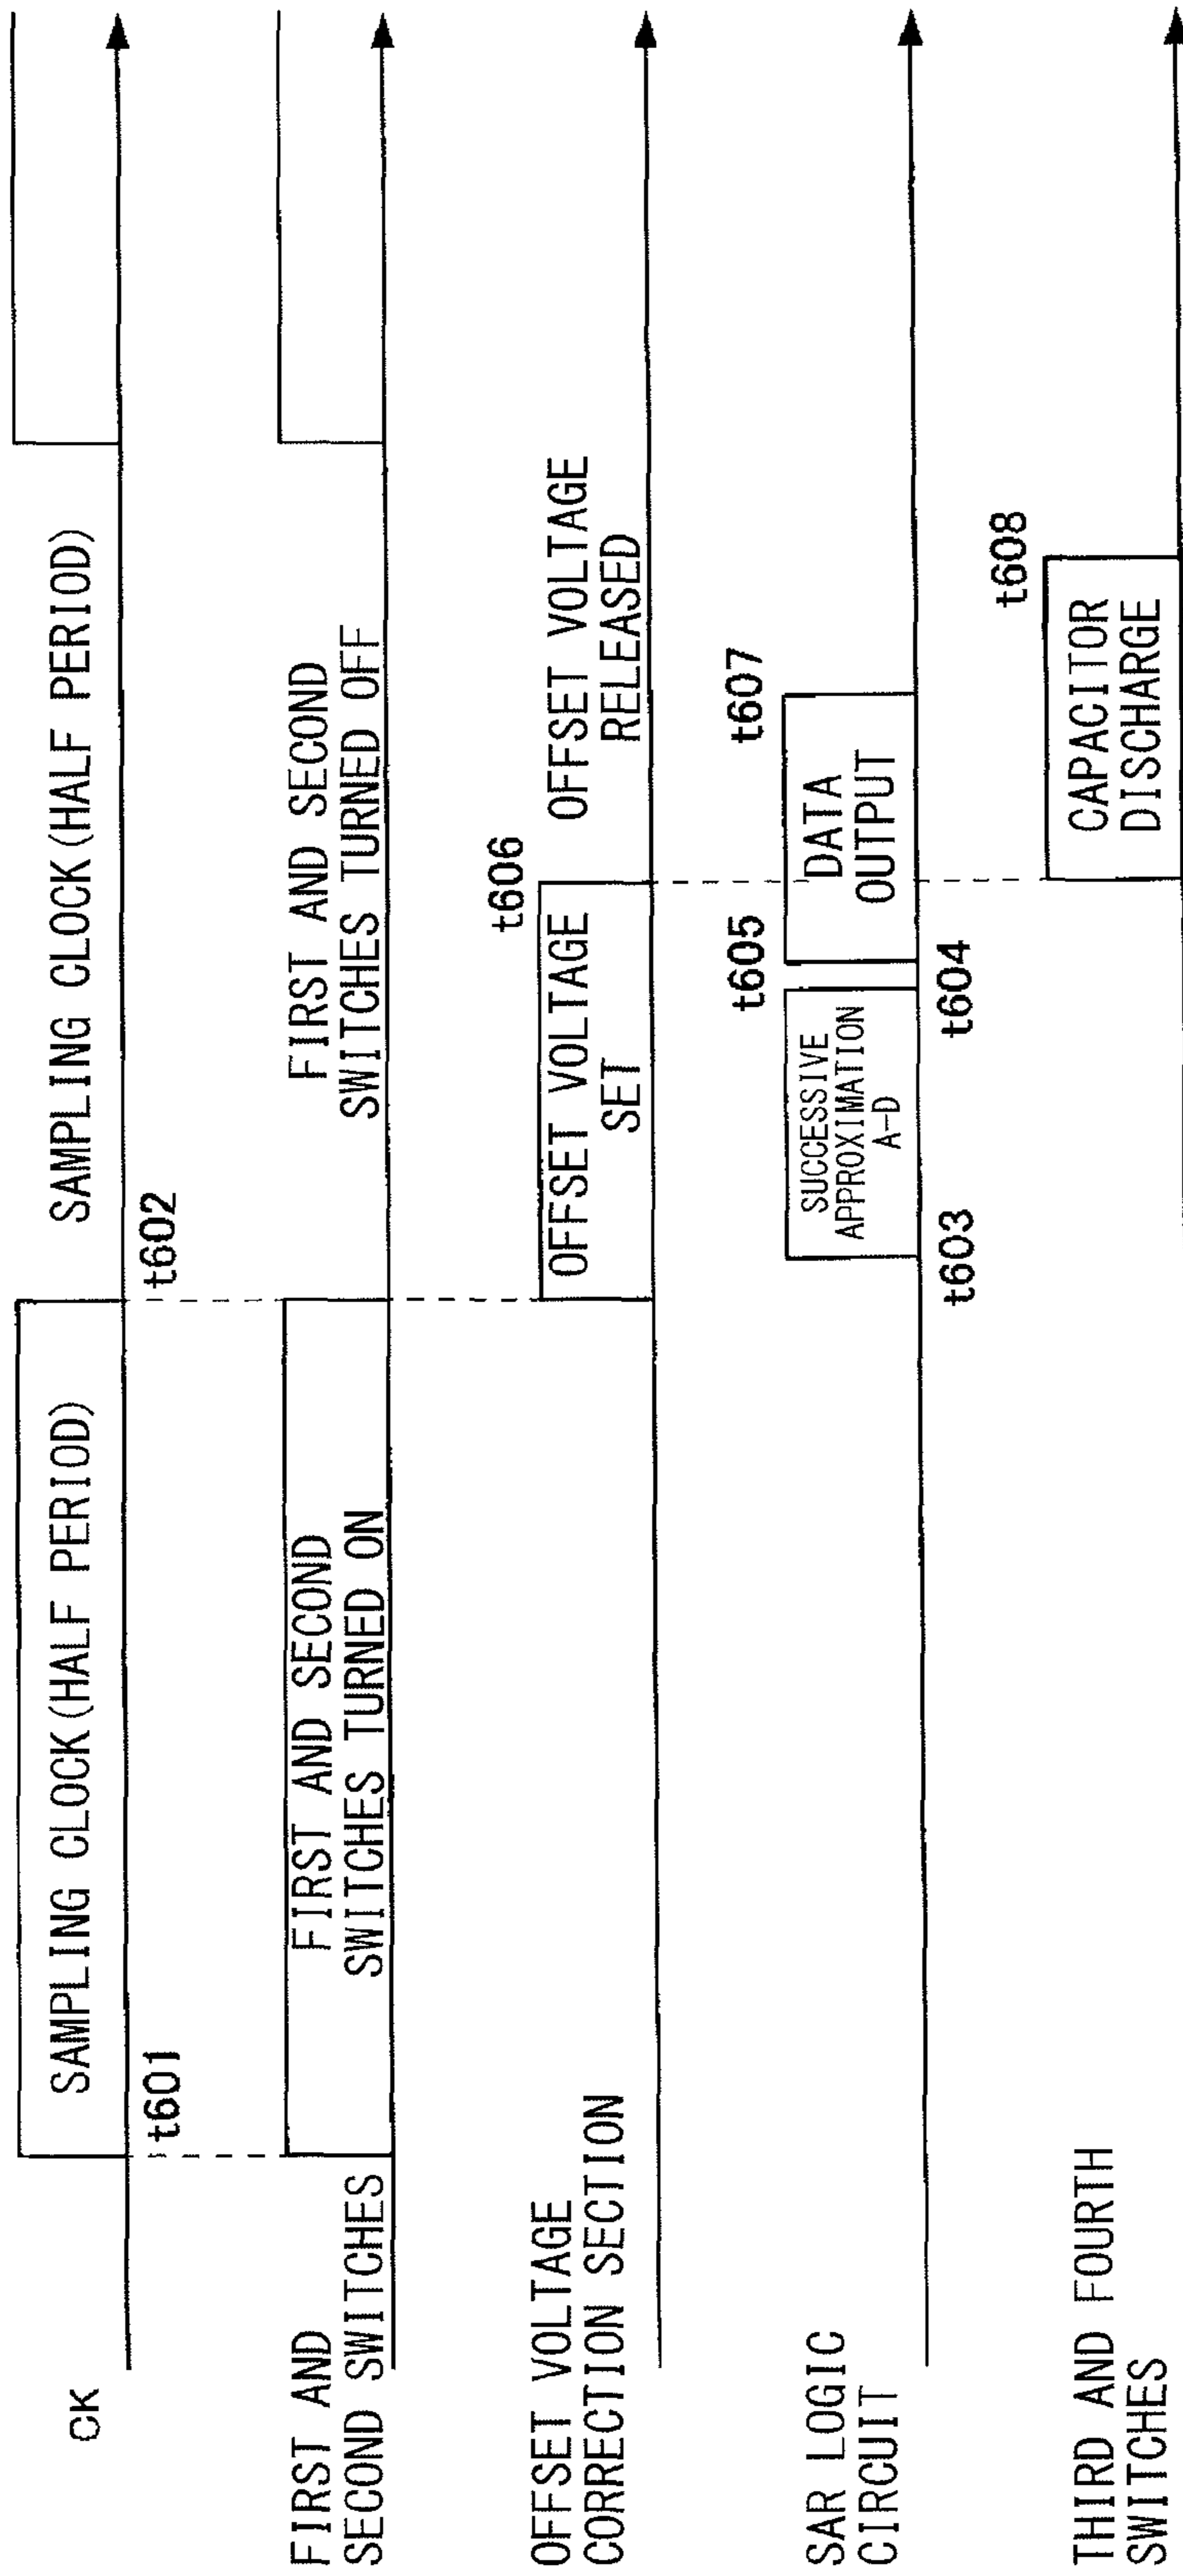 CK
SAMPLING CLOCK(HALF PERIOD)
SAMPLING CLOCK(HALF PERIOD)
t601
t602
FIRST AND
SECOND SWITCHES
FIRST AND SECOND
SWITCHES TURNED ON
FIRST AND SECOND
SWITCHES TURNED OFF
OFFSET VOLTAGE
CORRECTION SECTION
OFFSET VOLTAGE
SET
t606
OFFSET VOLTAGE
RELEASED
SAR LOGIC
CIRCUIT
SUCCESSIVE
APPROXIMATION
A-D
t605
DATA
OUTPUT
t607
t603
t604
THIRD AND FOURTH
SWITCHES
CAPACITOR
DISCHARGE
t608